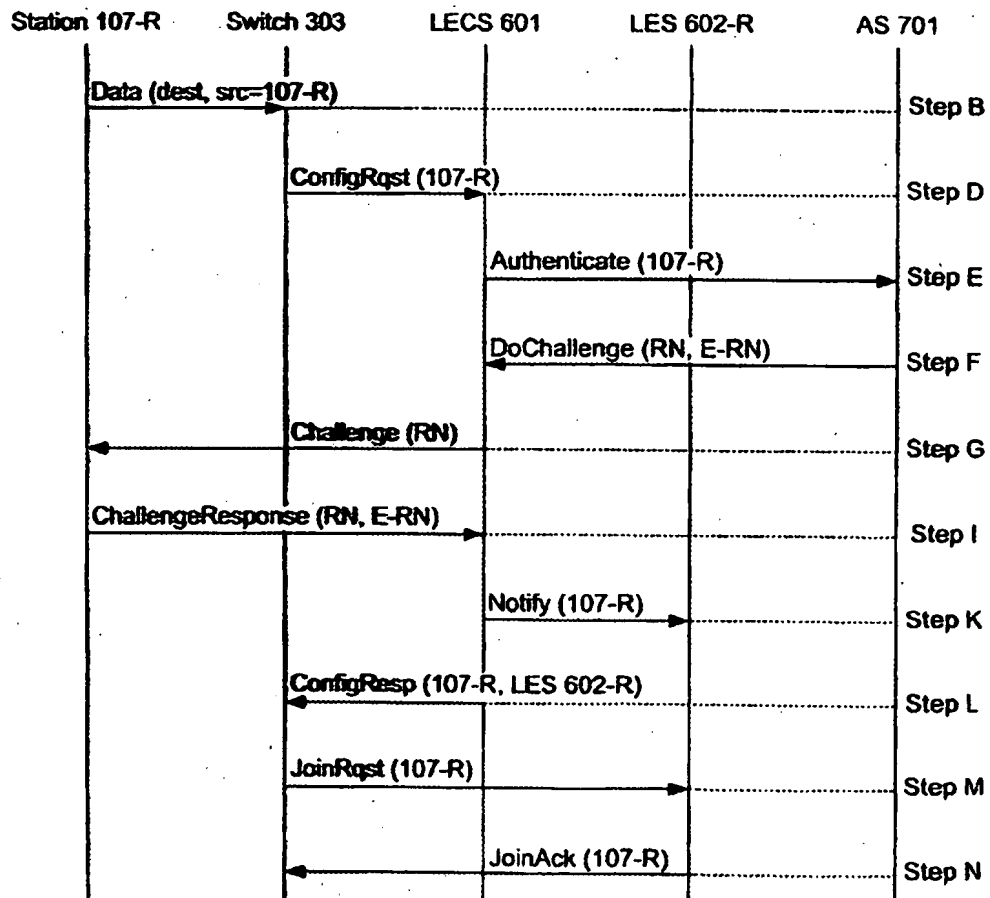 Station 107-R Switch 303 LECS 601 LES 602-R AS 701
Data (dest, src=107-R) Step B
ConfigRqst (107-R) Step D
Authenticate (107-R) Step E
DoChallenge (RN, E-RN) Step F
Challenge (RN) Step G
ChallengeResponse (RN, E-RN) Step I
Notify (107-R) Step K
ConfigResp (107-R, LES 602-R) Step L
JoinRqst (107-R) Step M
JoinAck (107-R) Step N